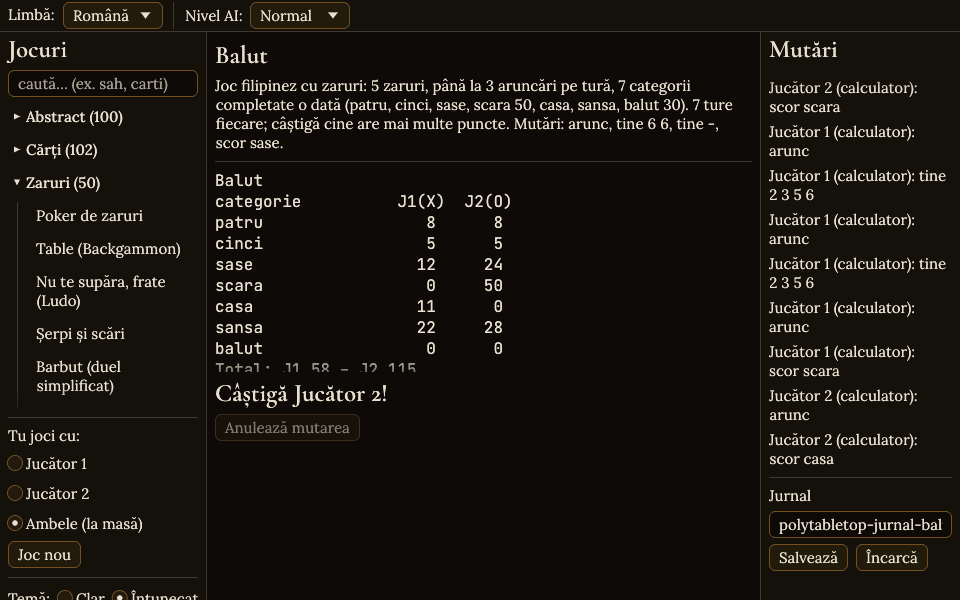 Limbă: Română ▼ Nivel AI: Normal ▼
Jocuri
caută... (ex. sah, carti)
▸ Abstract (100)
▸ Cărți (102)
▾ Zaruri (50)
Poker de zaruri
Table (Backgammon)
Nu te supăra, frate
(Ludo)
Șerpi și scări
Barbut (duel
simplificat)
Tu joci cu:
Jucător 1
Jucător 2
Ambele (la masă)
Joc nou
Temă: Clar Întunecat
Balut
Joc filipinez cu zaruri: 5 zaruri, până la 3 aruncări pe tură, 7 categorii
completate o dată (patru, cinci, sase, scara 50, casa, sansa, balut 30). 7 ture
fiecare; câștigă cine are mai multe puncte. Mutări: arunc, tine 6 6, tine -,
scor sase.
Balut
categorie J1(X) J2(O)
patru 8 8
cinci 5 5
sase 12 24
scara 0 50
casa 11 0
sansa 22 28
balut 0 0
Total: J1 58 – J2 115
Câștigă Jucător 2!
Anulează mutarea
Mutări
Jucător 2 (calculator):
scor scara
Jucător 1 (calculator):
arunc
Jucător 1 (calculator): tine
2 3 5 6
Jucător 1 (calculator):
arunc
Jucător 1 (calculator): tine
2 3 5 6
Jucător 1 (calculator):
arunc
Jucător 1 (calculator):
scor scara
Jucător 2 (calculator):
arunc
Jucător 2 (calculator):
scor casa
Jurnal
polytabletop-jurnal-bal
Salvează Încarcă